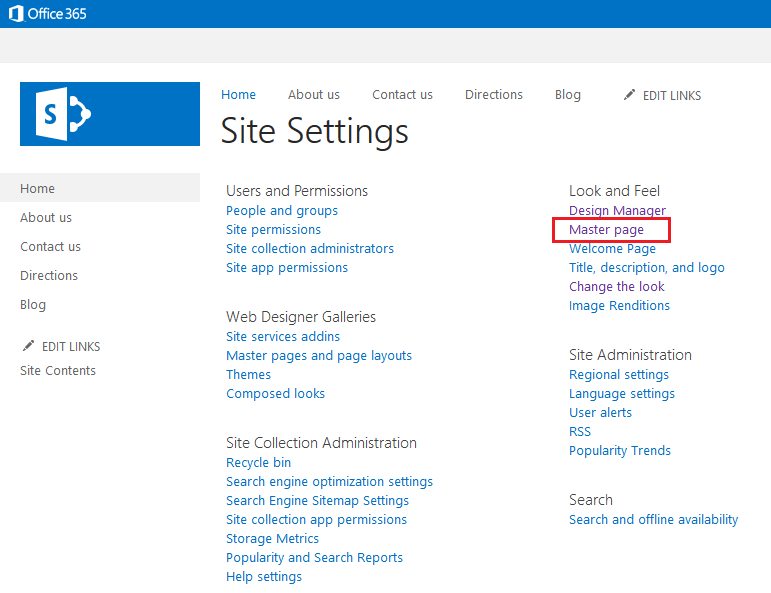 Office 365
S
Home About us Contact us Directions Blog EDIT LINKS
Site Settings
Home
About us
Contact us
Directions
Blog
EDIT LINKS
Site Contents
Users and Permissions
People and groups
Site permissions
Site collection administrators
Site app permissions
Web Designer Galleries
Site services addins
Master pages and page layouts
Themes
Composed looks
Site Collection Administration
Recycle bin
Search engine optimization settings
Search Engine Sitemap Settings
Site collection app permissions
Storage Metrics
Popularity and Search Reports
Help settings
Look and Feel
Design Manager
Master page
Welcome Page
Title, description, and logo
Change the look
Image Renditions
Site Administration
Regional settings
Language settings
User alerts
RSS
Popularity Trends
Search
Search and offline availability